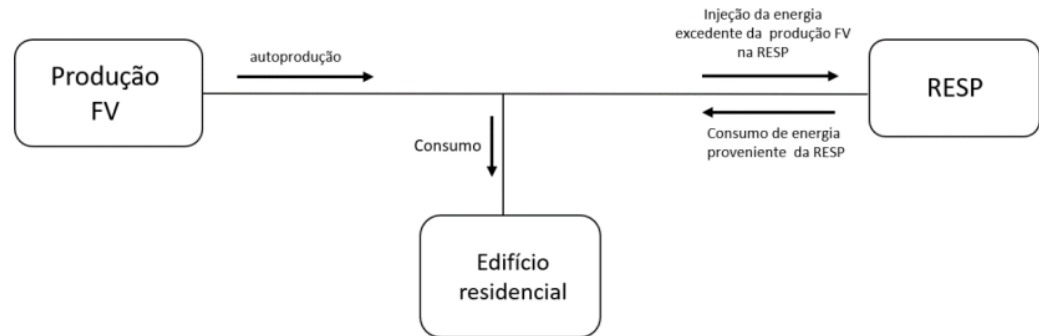 Produção
FV
autoprodução
Injeção da energia
excedente da produção FV
na RESP
RESP
Consumo de energia
proveniente da RESP
Consumo
Edifício
residencial